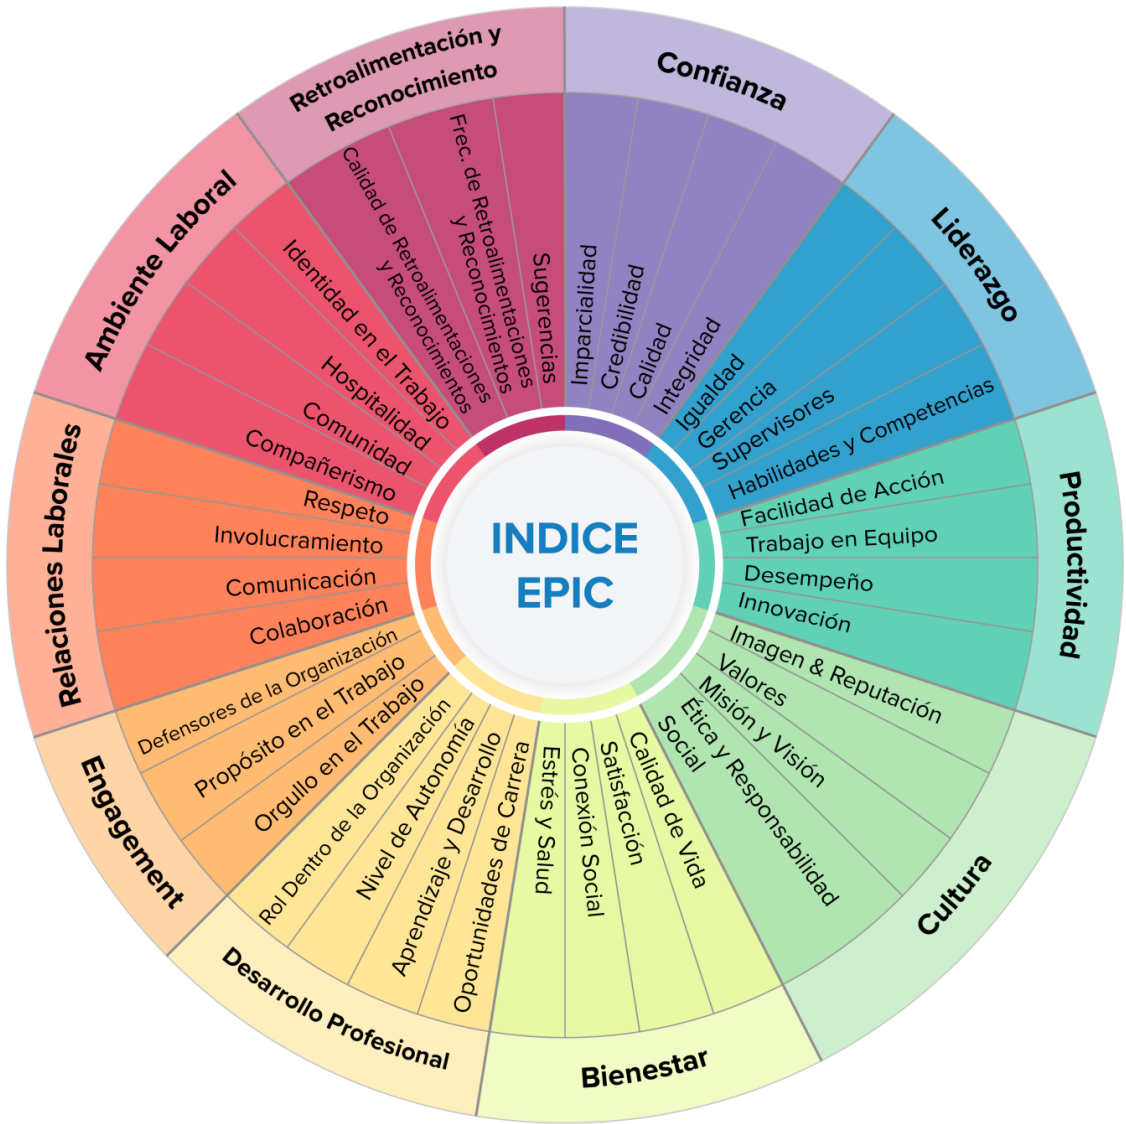 INDICE
EPIC
Confianza
Imparcialidad
Credibilidad
Calidad
Integridad
Liderazgo
Igualdad
Gerencia
Supervisores
Habilidades y Competencias
Productividad
Facilidad de Acción
Trabajo en Equipo
Desempeño
Innovación
Cultura
Imagen & Reputación
Valores
Misión y Visión
Ética y Responsabilidad
Social
Bienestar
Calidad de Vida
Satisfacción
Conexión Social
Estrés y Salud
Desarrollo Profesional
Oportunidades de Carrera
Aprendizaje y Desarrollo
Nivel de Autonomía
Rol Dentro de la Organización
Engagement
Orgullo en el Trabajo
Propósito en el Trabajo
Defensores de la Organización
Relaciones Laborales
Colaboración
Comunicación
Involucramiento
Respeto
Ambiente Laboral
Compañerismo
Comunidad
Hospitalidad
Identidad en el Trabajo
Retroalimentación y
Reconocimiento
Calidad de Retroalimentaciones
y Reconocimientos
Frec. de Retroalimentaciones
y Reconocimientos
Sugerencias